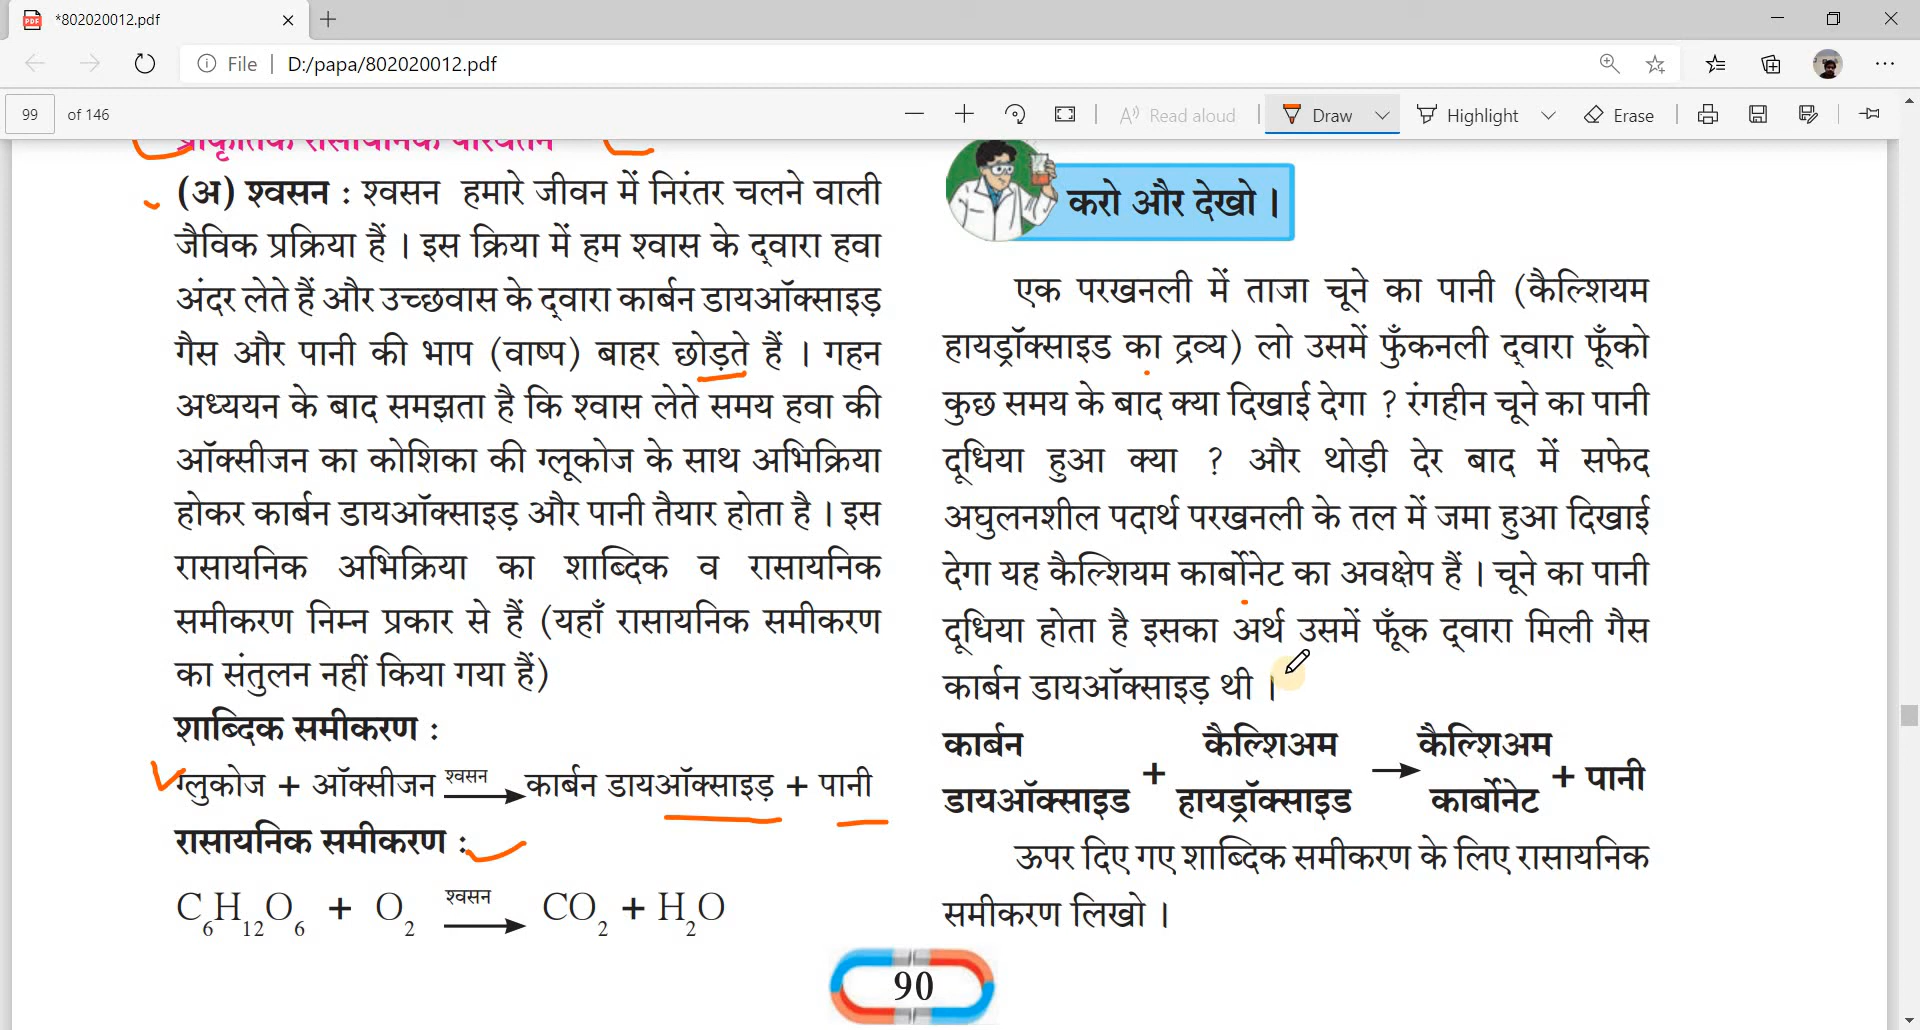 *802020012.pdf
File
D:/papa/802020012.pdf
99 of 146
Read aloud
Draw
Highlight
Erase
प्राकृतिक रासायनिक परिवर्तन
(अ) श्वसन : श्वसन हमारे जीवन में निरंतर चलने वाली
जैविक प्रक्रिया हैं । इस क्रिया में हम श्वास के द्वारा हवा
अंदर लेते हैं और उच्छवास के द्वारा कार्बन डायऑक्साइड़
गैस और पानी की भाप (वाष्प) बाहर छोड़ते हैं । गहन
अध्ययन के बाद समझता है कि श्वास लेते समय हवा की
ऑक्सीजन का कोशिका की ग्लूकोज के साथ अभिक्रिया
होकर कार्बन डायऑक्साइड़ और पानी तैयार होता है । इस
रासायनिक अभिक्रिया का शाब्दिक व रासायनिक
समीकरण निम्न प्रकार से हैं (यहाँ रासायनिक समीकरण
का संतुलन नहीं किया गया हैं)
शाब्दिक समीकरण :
ग्लुकोज + ऑक्सीजन श्वसन → कार्बन डायऑक्साइड़ + पानी
रासायनिक समीकरण :
C₆H₁₂O₆ + O₂ श्वसन → CO₂ + H₂O
करो और देखो ।
एक परखनली में ताजा चूने का पानी (कैल्शियम
हायड्रॉक्साइड का द्रव्य) लो उसमें फुँकनली द्वारा फूँको
कुछ समय के बाद क्या दिखाई देगा ? रंगहीन चूने का पानी
दूधिया हुआ क्या ? और थोड़ी देर बाद में सफेद
अघुलनशील पदार्थ परखनली के तल में जमा हुआ दिखाई
देगा यह कैल्शियम कार्बोनेट का अवक्षेप हैं । चूने का पानी
दूधिया होता है इसका अर्थ उसमें फूँक द्वारा मिली गैस
कार्बन डायऑक्साइड़ थी ।
कार्बन डायऑक्साइड + कैल्शिअम हायड्रॉक्साइड → कैल्शिअम कार्बोनेट + पानी
ऊपर दिए गए शाब्दिक समीकरण के लिए रासायनिक
समीकरण लिखो ।
90